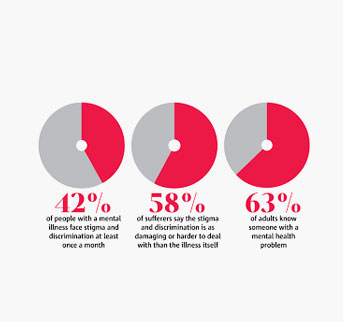 42%
of people with a mental
illness face stigma and
discrimination at least
once a month
58%
of sufferers say the stigma
and discrimination is as
damaging or harder to deal
with than the illness itself
63%
of adults know
someone with a
mental health
problem